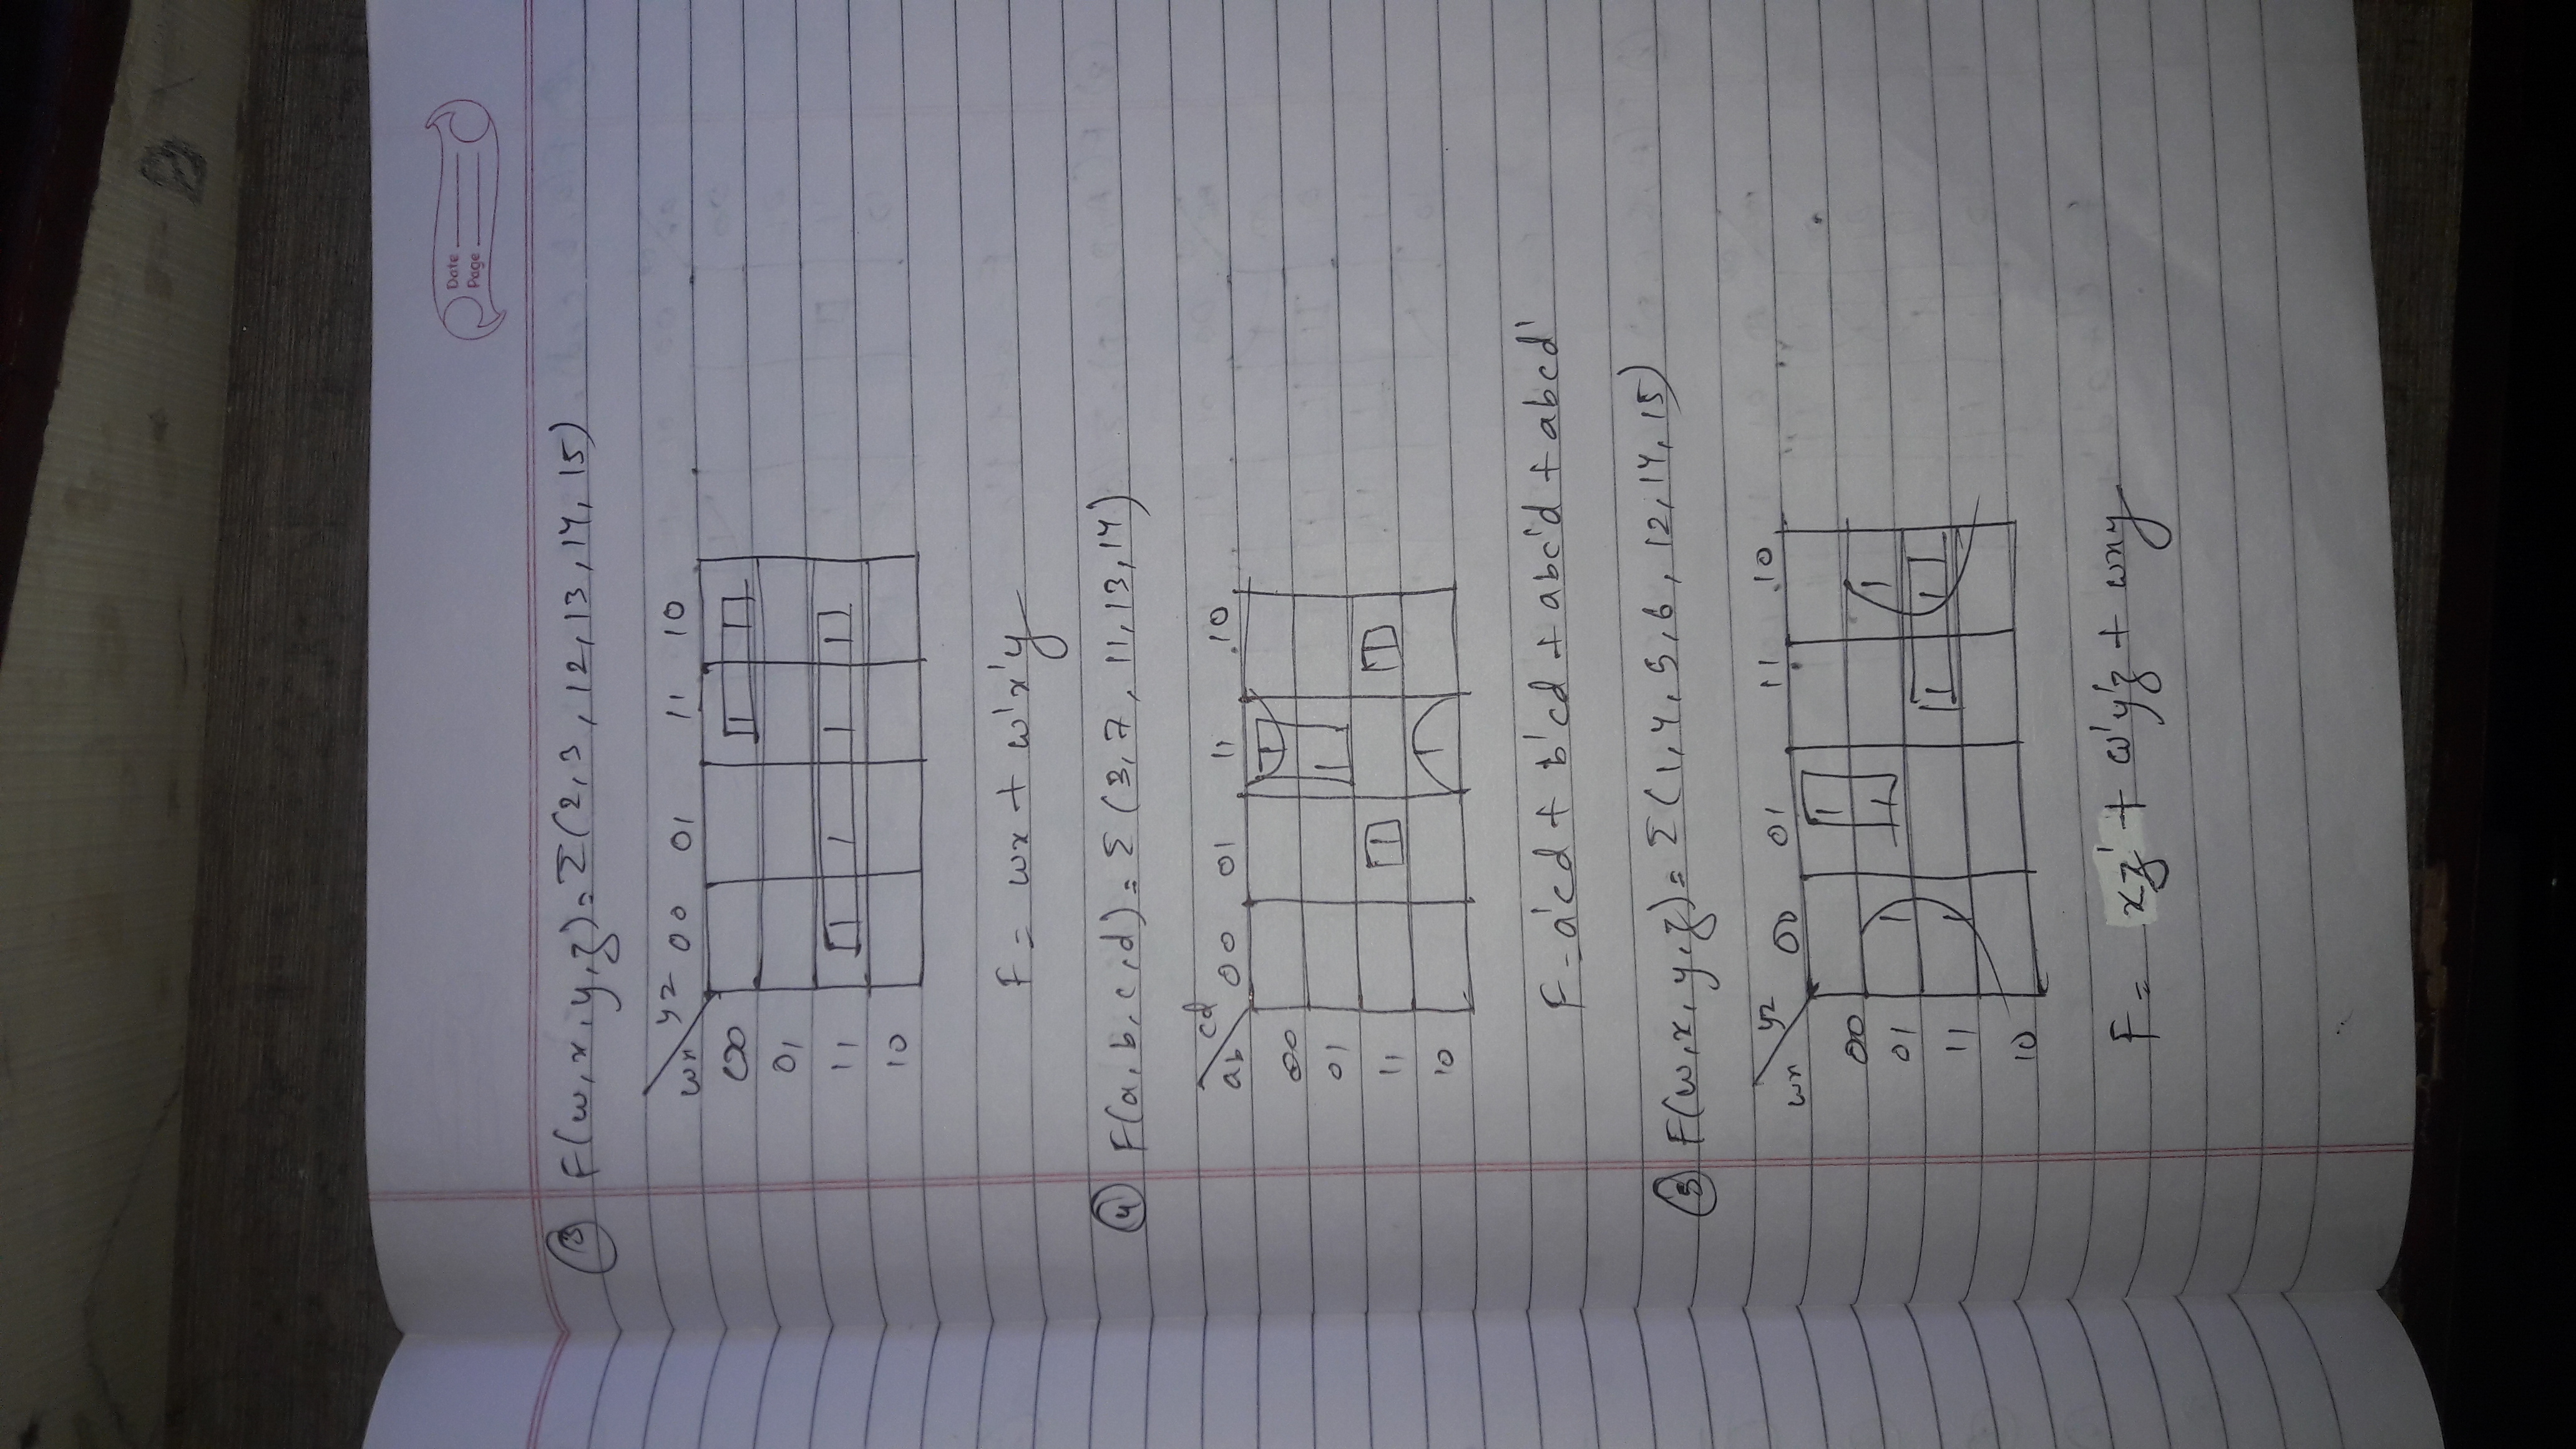 Date
Page
3 F(w,x,y,z) = Σ(2,3,12,13,14,15)
yz 00 01 11 10
wx
00 1 1
01
11 1 1 1 1
10
F = wx + w'x'y
4 F(a,b,c,d) = Σ(3,7,11,13,14)
cd 00 01 11 10
ab
00 1
01 1
11 1 1
10 1
F = a'cd + b'cd + abc'd + abcd'
5 F(w,x,y,z) = Σ(1,4,5,6,12,14,15)
yz 00 01 11 10
wx
00 1
01 1 1 1
11 1 1 1
10
F = xz' + w'y'z + wxy